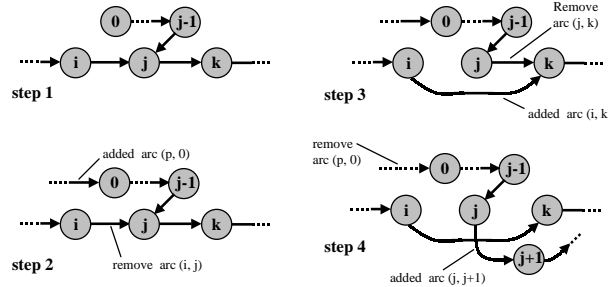 0
j-1
i
j
k
step 1
added arc (p, 0)
0
j-1
i
j
k
step 2
remove arc (i, j)
Remove
arc (j, k)
0
j-1
i
j
k
step 3
added arc (i, k
remove
arc (p, 0)
0
j-1
i
j
k
step 4
j+1
added arc (j, j+1)